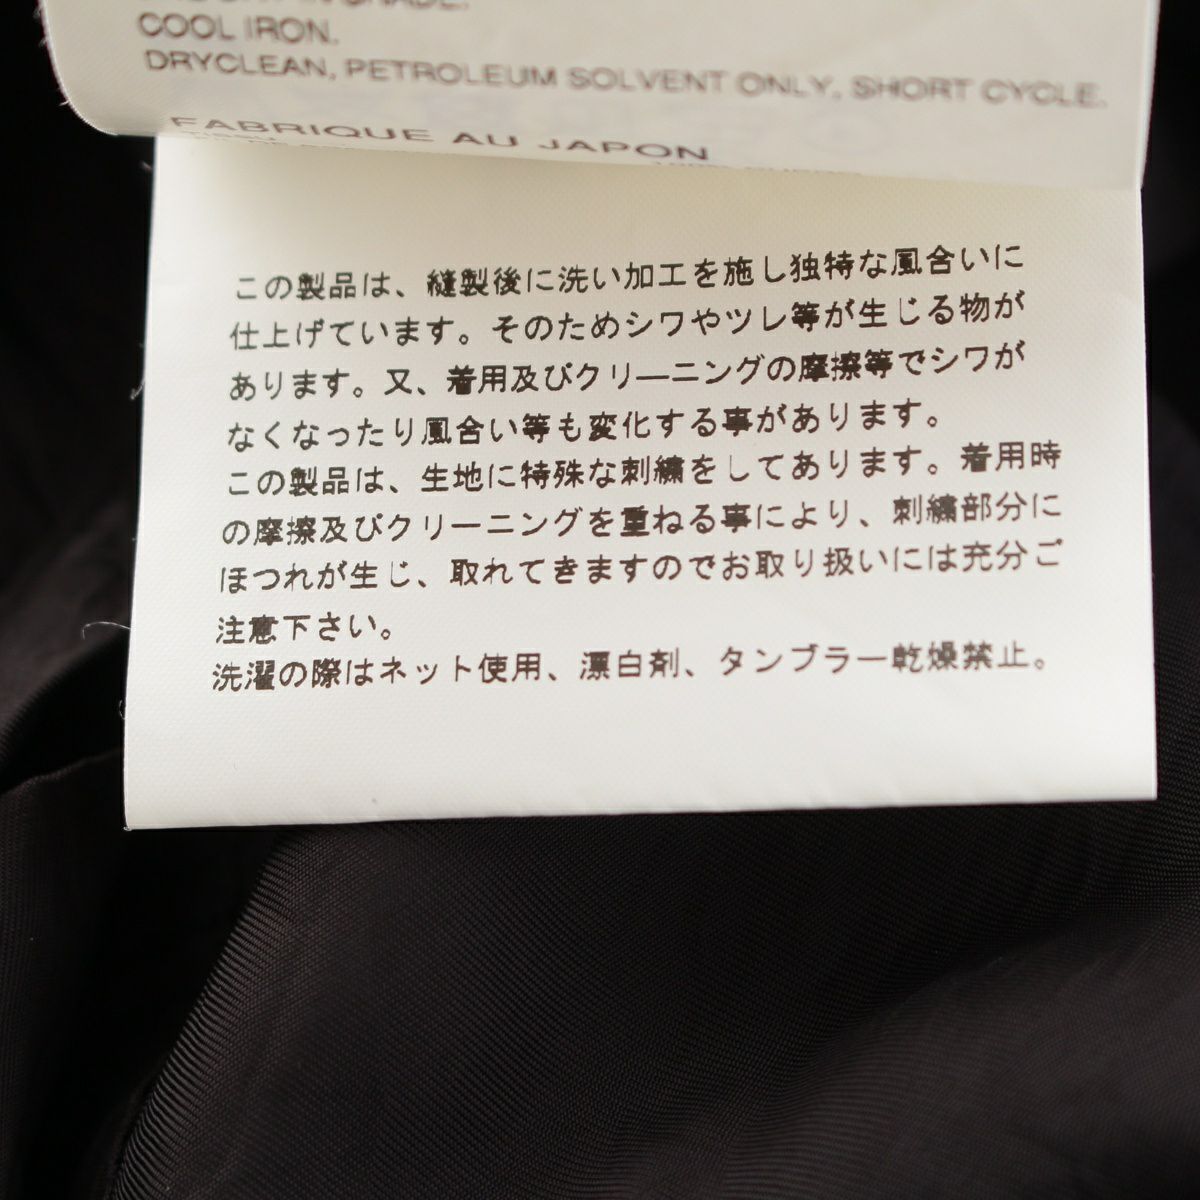 COOL IRON.
DRYCLEAN, PETROLEUM SOLVENT ONLY, SHORT CYCLE.
FABRIQUE AU JAPON
この製品は、縫製後に洗い加工を施し独特な風合いに
仕上げています。そのためシワやツレ等が生じる物が
あります。又、着用及びクリーニングの摩擦等でシワが
なくなったり風合い等も変化する事があります。
この製品は、生地に特殊な刺繍をしてあります。着用時
の摩擦及びクリーニングを重ねる事により、刺繍部分に
ほつれが生じ、取れてきますのでお取り扱いには充分ご
注意下さい。
洗濯の際はネット使用、漂白剤、タンブラー乾燥禁止。